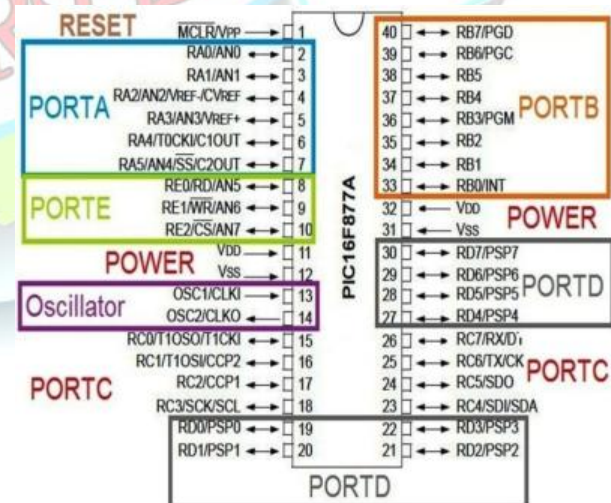 RESET
MCLR/VPP 1
RA0/AN0 2
RA1/AN1 3
RA2/AN2/VREF-/CVREF 4
PORTA
RA3/AN3/VREF+ 5
RA4/T0CKI/C1OUT 6
RA5/AN4/SS/C2OUT 7
RE0/RD/AN5 8
PORTE
RE1/WR/AN6 9
RE2/CS/AN7 10
POWER
VDD 11
VSS 12
Oscillator
OSC1/CLKI 13
OSC2/CLKO 14
RC0/T1OSO/T1CKI 15
RC1/T1OSI/CCP2 16
PORTC
RC2/CCP1 17
RC3/SCK/SCL 18
RD0/PSP0 19
RD1/PSP1 20
PIC16F877A
40 RB7/PGD
39 RB6/PGC
38 RB5
37 RB4
PORTB
36 RB3/PGM
35 RB2
34 RB1
33 RB0/INT
32 VDD
POWER
31 VSS
30 RD7/PSP7
29 RD6/PSP6
PORTD
28 RD5/PSP5
27 RD4/PSP4
26 RC7/RX/DT
25 RC6/TX/CK
PORTC
24 RC5/SDO
23 RC4/SDI/SDA
22 RD3/PSP3
21 RD2/PSP2
PORTD